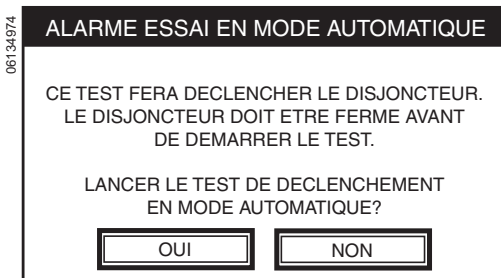 06134974
ALARME ESSAI EN MODE AUTOMATIQUE
CE TEST FERA DECLENCHER LE DISJONCTEUR.
LE DISJONCTEUR DOIT ETRE FERME AVANT
DE DEMARRER LE TEST.
LANCER LE TEST DE DECLENCHEMENT
EN MODE AUTOMATIQUE?
OUI
NON